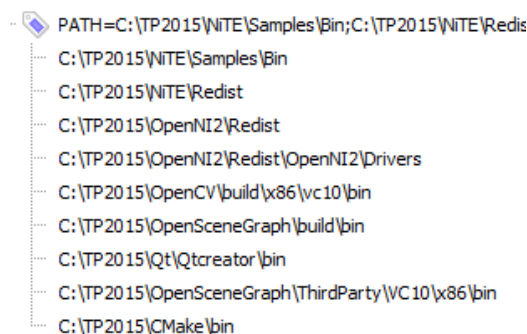 PATH=C:\TP2015\NiTE\Samples\Bin;C:\TP2015\NiTE\Redis
C:\TP2015\NiTE\Samples\Bin
C:\TP2015\NiTE\Redist
C:\TP2015\OpenNI2\Redist
C:\TP2015\OpenNI2\Redist\OpenNI2\Drivers
C:\TP2015\OpenCV\build\x86\vc10\bin
C:\TP2015\OpenSceneGraph\build\bin
C:\TP2015\Qt\Qtcreator\bin
C:\TP2015\OpenSceneGraph\ThirdParty\VC10\x86\bin
C:\TP2015\CMake\bin